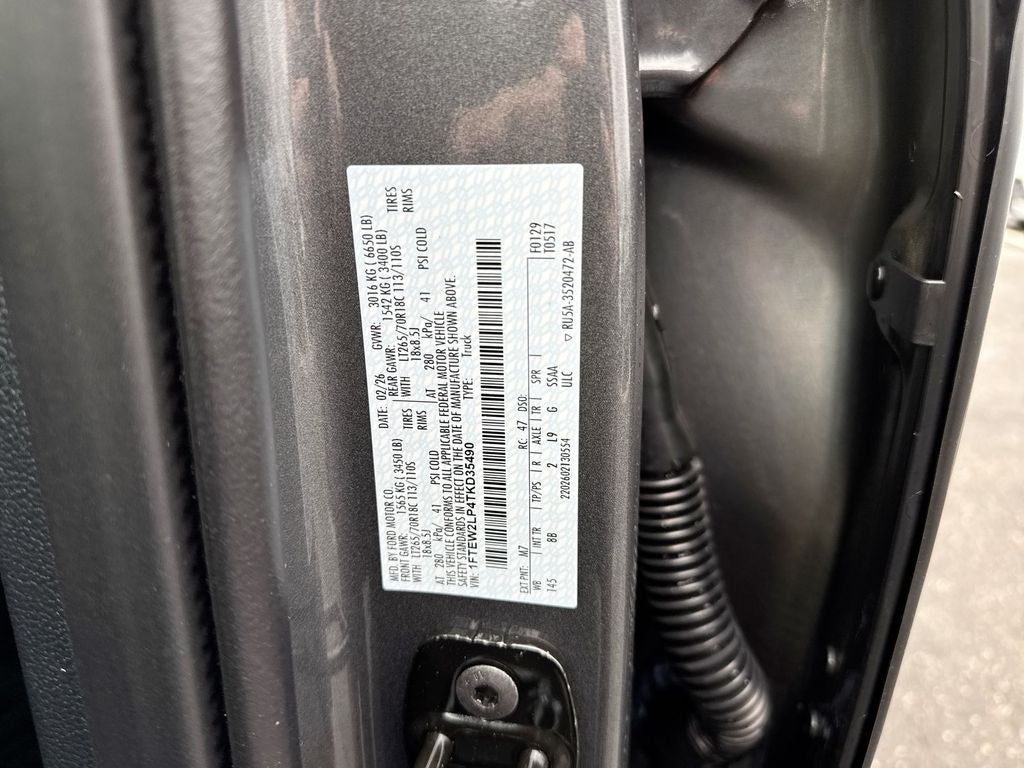 MFD. BY FORD MOTOR CO.
DATE: 02/26 GVWR: 3016 KG ( 6650 LB)
FRONT GAWR: 1565 KG ( 3450 LB) REAR GAWR: 1542 KG ( 3400 LB)
WITH LT265/70R18C 113/110S TIRES WITH LT265/70R18C 113/110S TIRES
18x8.5J RIMS 18x8.5J RIMS
AT 280 kPa/ 41 PSI COLD AT 280 kPa/ 41 PSI COLD
THIS VEHICLE CONFORMS TO ALL APPLICABLE FEDERAL MOTOR VEHICLE
SAFETY STANDARDS IN EFFECT ON THE DATE OF MANUFACTURE SHOWN ABOVE.
VIN: 1FTEW2LP4TKD35490 TYPE: Truck
EXT PNT: M7 RC: 47 DSO: F0129
WB INT TR TP/PS R AXLE TR SPR T0517
145 8B 2 L9 G SSAA
2202602130554 ULC ▽ RU5A-3520472-AB